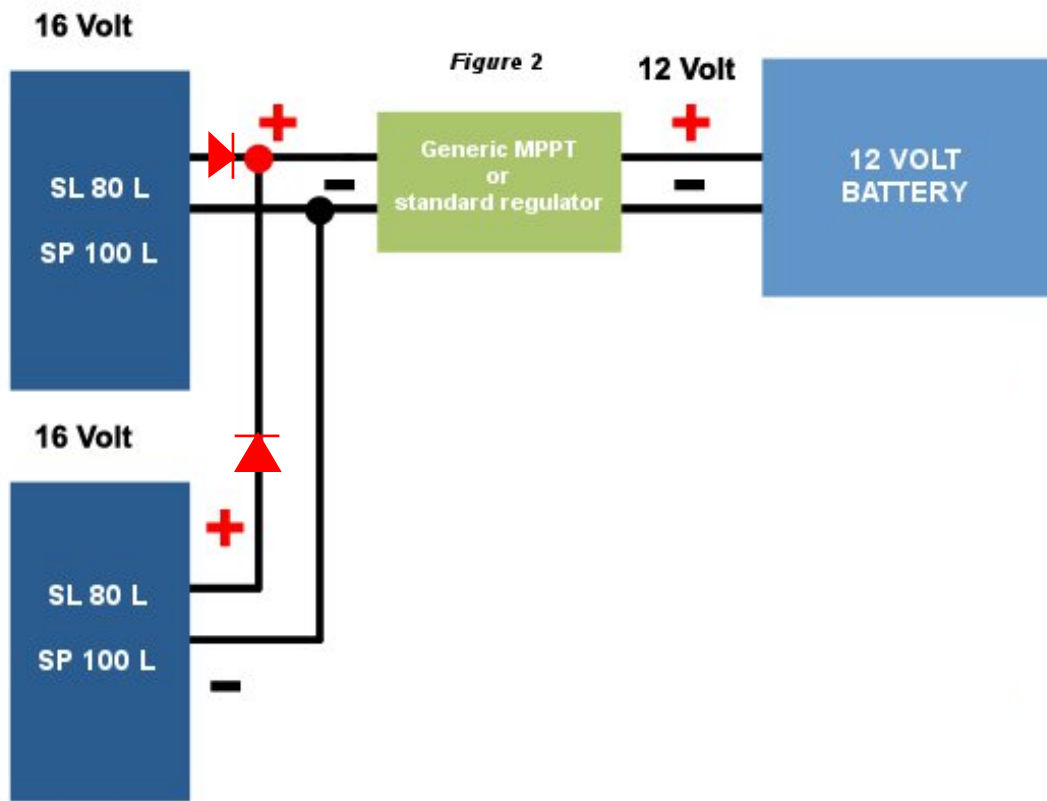 16 Volt
Figure 2
12 Volt
+
+
Generic MPPT
or
standard regulator
-
-
SL 80 L
SP 100 L
12 VOLT
BATTERY
16 Volt
+
SL 80 L
SP 100 L
-